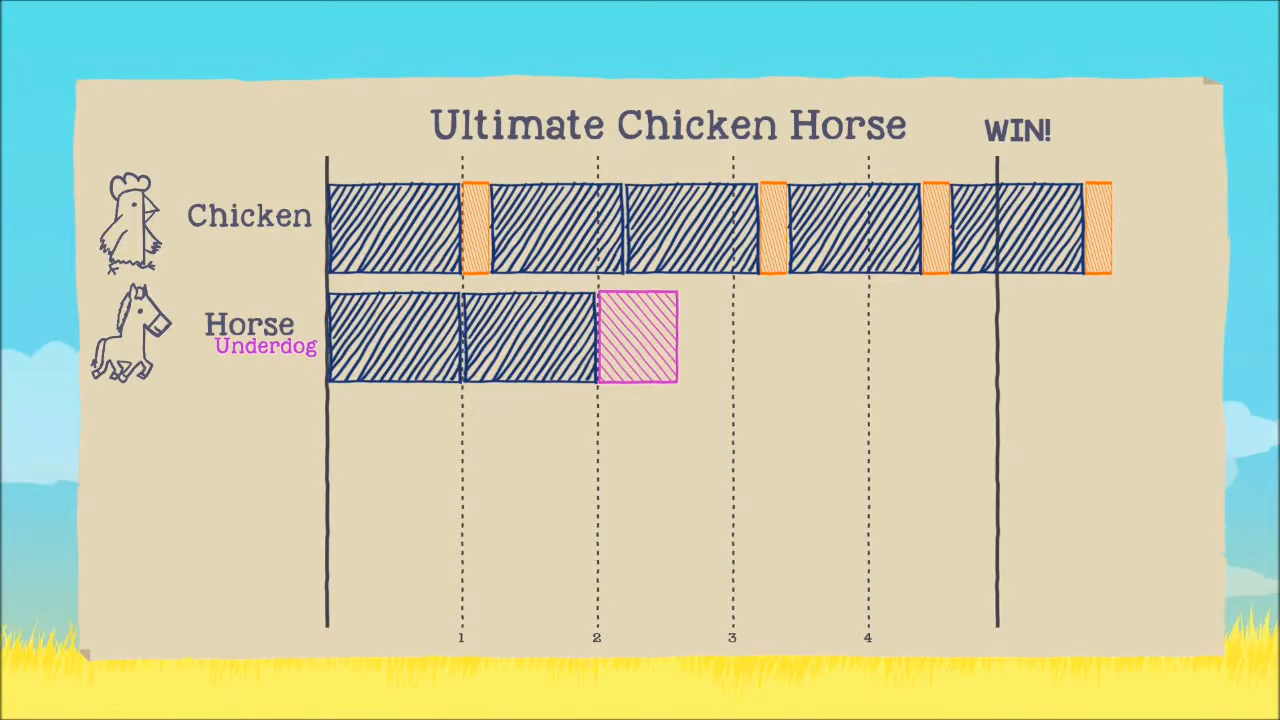 Ultimate Chicken Horse
WIN!
Chicken
Horse
Underdog
1 2 3 4